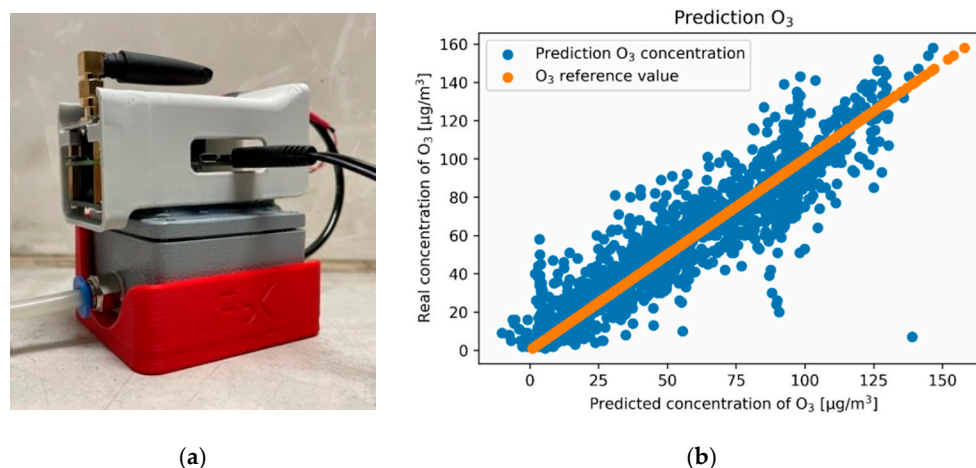 Prediction O₃
Prediction O₃ concentration
O₃ reference value
Real concentration of O₃ [µg/m³]
160
140
120
100
80
60
40
20
0
0 25 50 75 100 125 150
Predicted concentration of O₃ [µg/m³]
(a) (b)